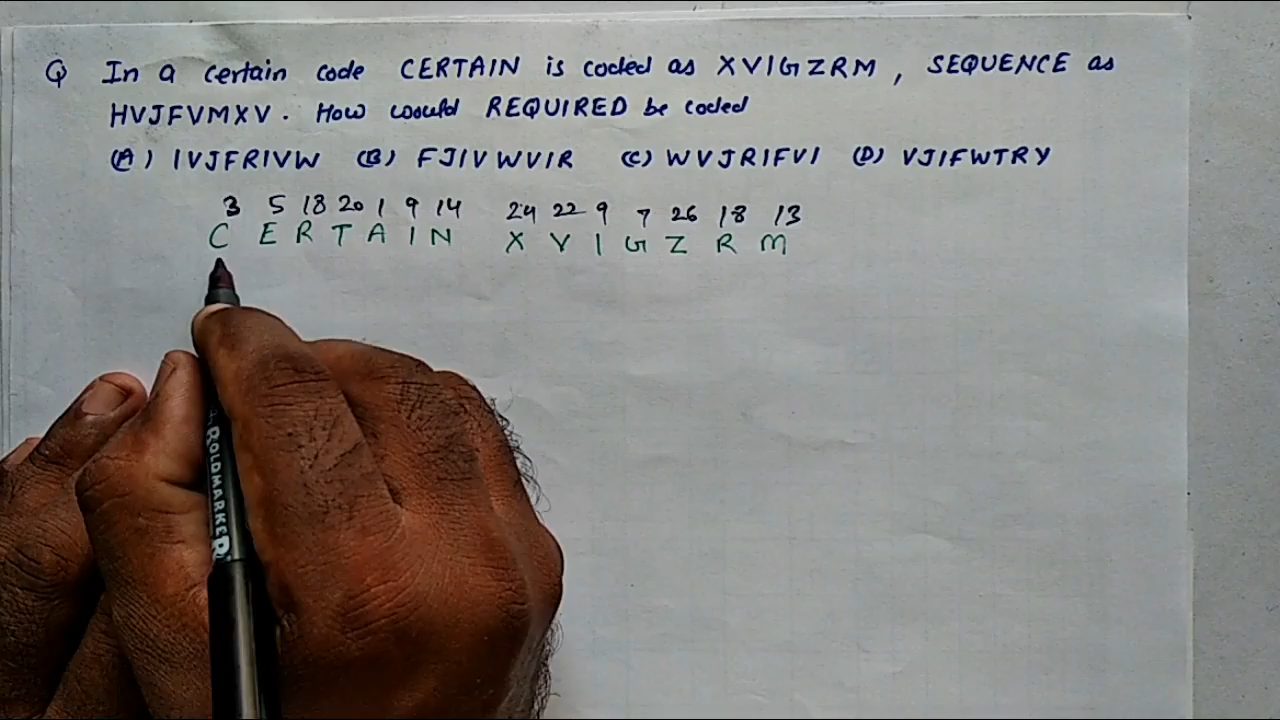 Q In a certain code CERTAIN is coded as XVIGZRM, SEQUENCE as
HVJFVMXV. How would REQUIRED be coded
(A) IVJFRIVW (B) FJIVWVIR (C) WVJRIFVI (D) VJIFWTRY
3 5 18 20 1 9 14 24 22 9 7 26 18 13
C E R T A I N X V I G Z R M
ROLDMARKER